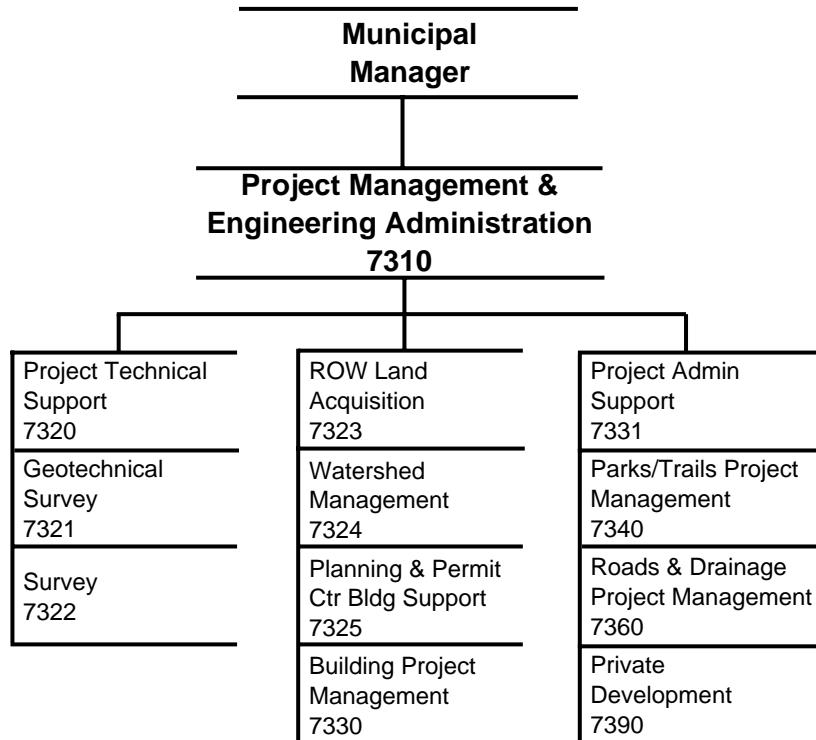 Municipal
Manager
Project Management &
Engineering Administration
7310
Project Technical
Support
7320
Geotechnical
Survey
7321
Survey
7322
ROW Land
Acquisition
7323
Watershed
Management
7324
Planning & Permit
Ctr Bldg Support
7325
Building Project
Management
7330
Project Admin
Support
7331
Parks/Trails Project
Management
7340
Roads & Drainage
Project Management
7360
Private
Development
7390